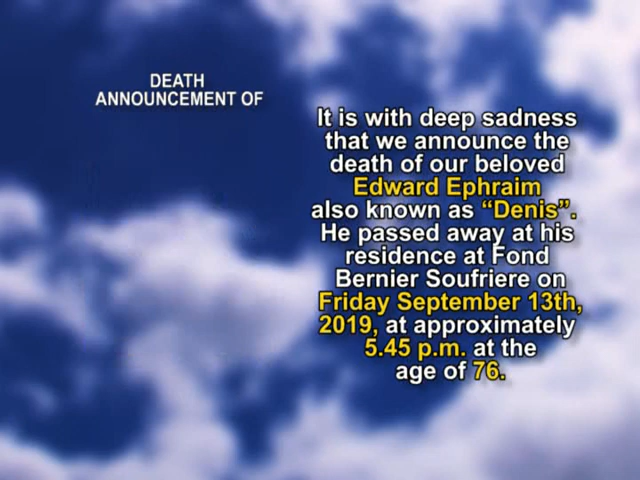 DEATH
ANNOUNCEMENT OF
It is with deep sadness
that we announce the
death of our beloved
Edward Ephraim
also known as “Denis”.
He passed away at his
residence at Fond
Bernier Soufriere on
Friday September 13th,
2019, at approximately
5.45 p.m. at the
age of 76.